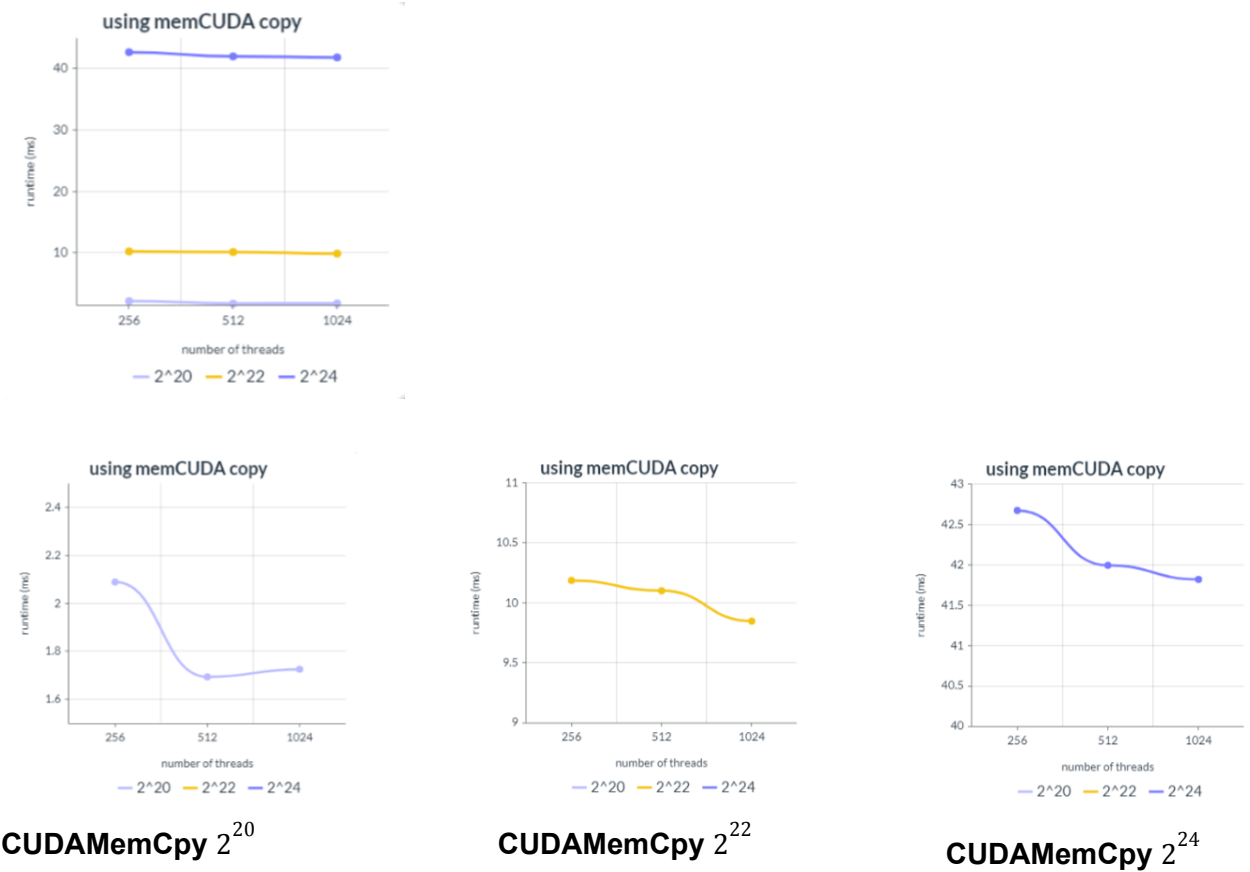 using memCUDA copy
40
30
20
10
runtime (ms)
256 512 1024
number of threads
2^20 2^22 2^24
using memCUDA copy
2.4
2.2
2
1.8
1.6
runtime (ms)
256 512 1024
number of threads
2^20 2^22 2^24
CUDAMemCpy 2^20
using memCUDA copy
11
10.5
10
9.5
9
runtime (ms)
256 512 1024
number of threads
2^20 2^22 2^24
CUDAMemCpy 2^22
using memCUDA copy
43
42.5
42
41.5
41
40.5
40
runtime (ms)
256 512 1024
number of threads
2^20 2^22 2^24
CUDAMemCpy 2^24